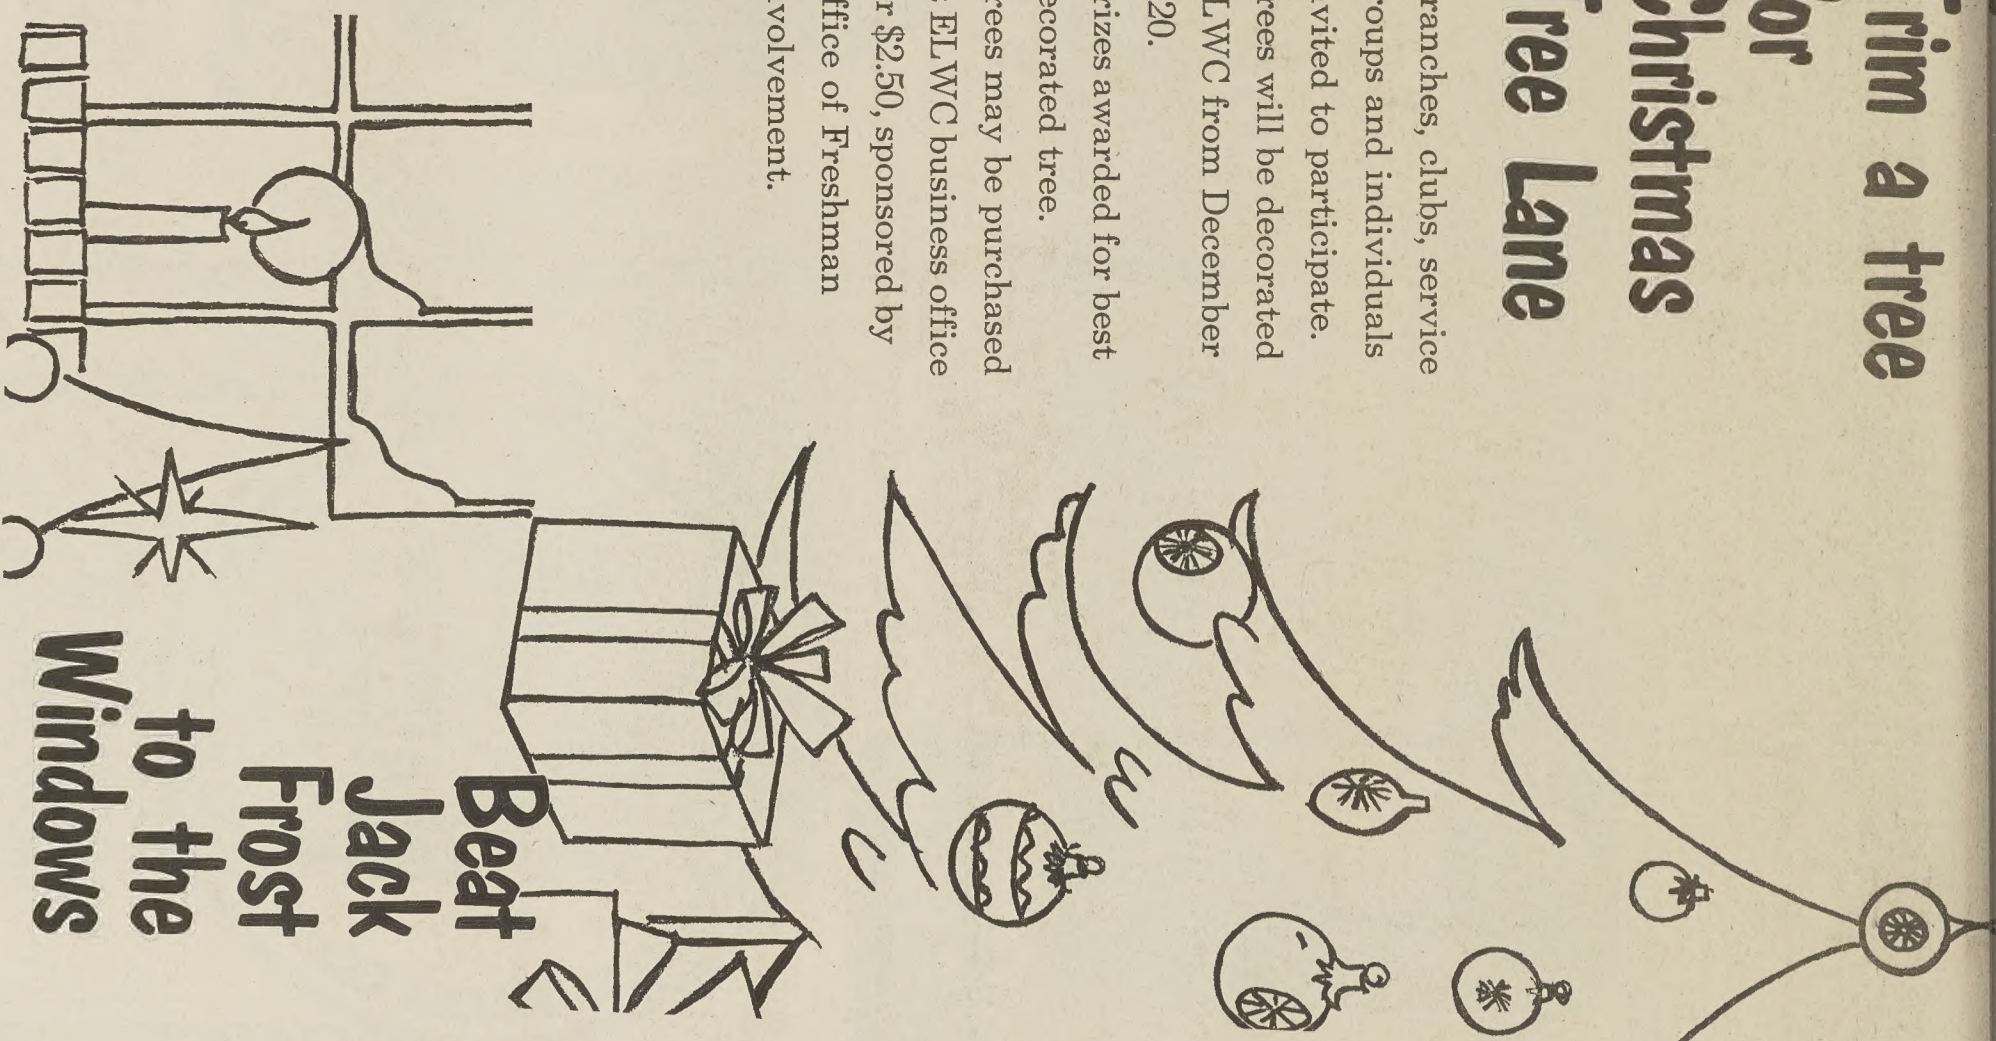 rim a tree
or
Christmas
ree Lane
ranches, clubs, service
roups and individuals
vited to participate.
rees will be decorated
LWC from December
20.
rizes awarded for best
ecorated tree.
rees may be purchased
ELWC business office
r $2.50, sponsored by
ffice of Freshman
volvement.
Beat
Jack
Frost
to the
Windows